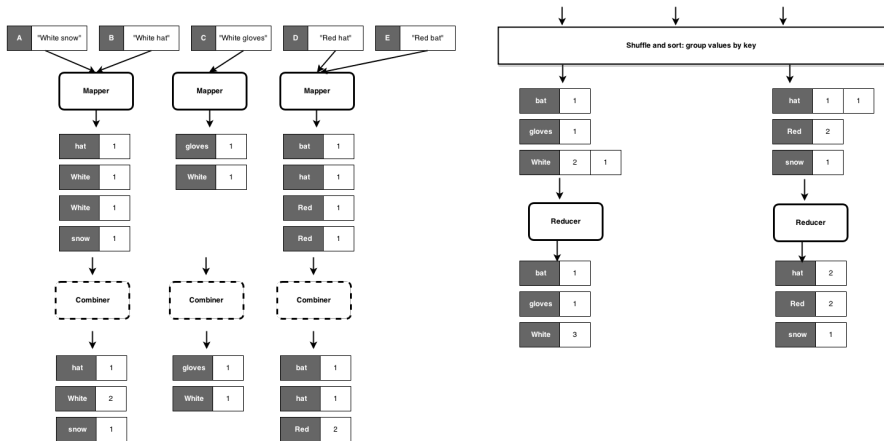 A "White snow" B "White hat" C "White gloves" D "Red hat" E "Red bat"
Mapper Mapper Mapper
hat 1 gloves 1 bat 1
White 1 White 1 hat 1
White 1 Red 1
snow 1 Red 1
Combiner Combiner Combiner
hat 1 gloves 1 bat 1
White 2 White 1 hat 1
snow 1 Red 2
Shuffle and sort: group values by key
bat 1 hat 1 1
gloves 1 Red 2
White 2 1 snow 1
Reducer Reducer
bat 1 hat 2
gloves 1 Red 2
White 3 snow 1